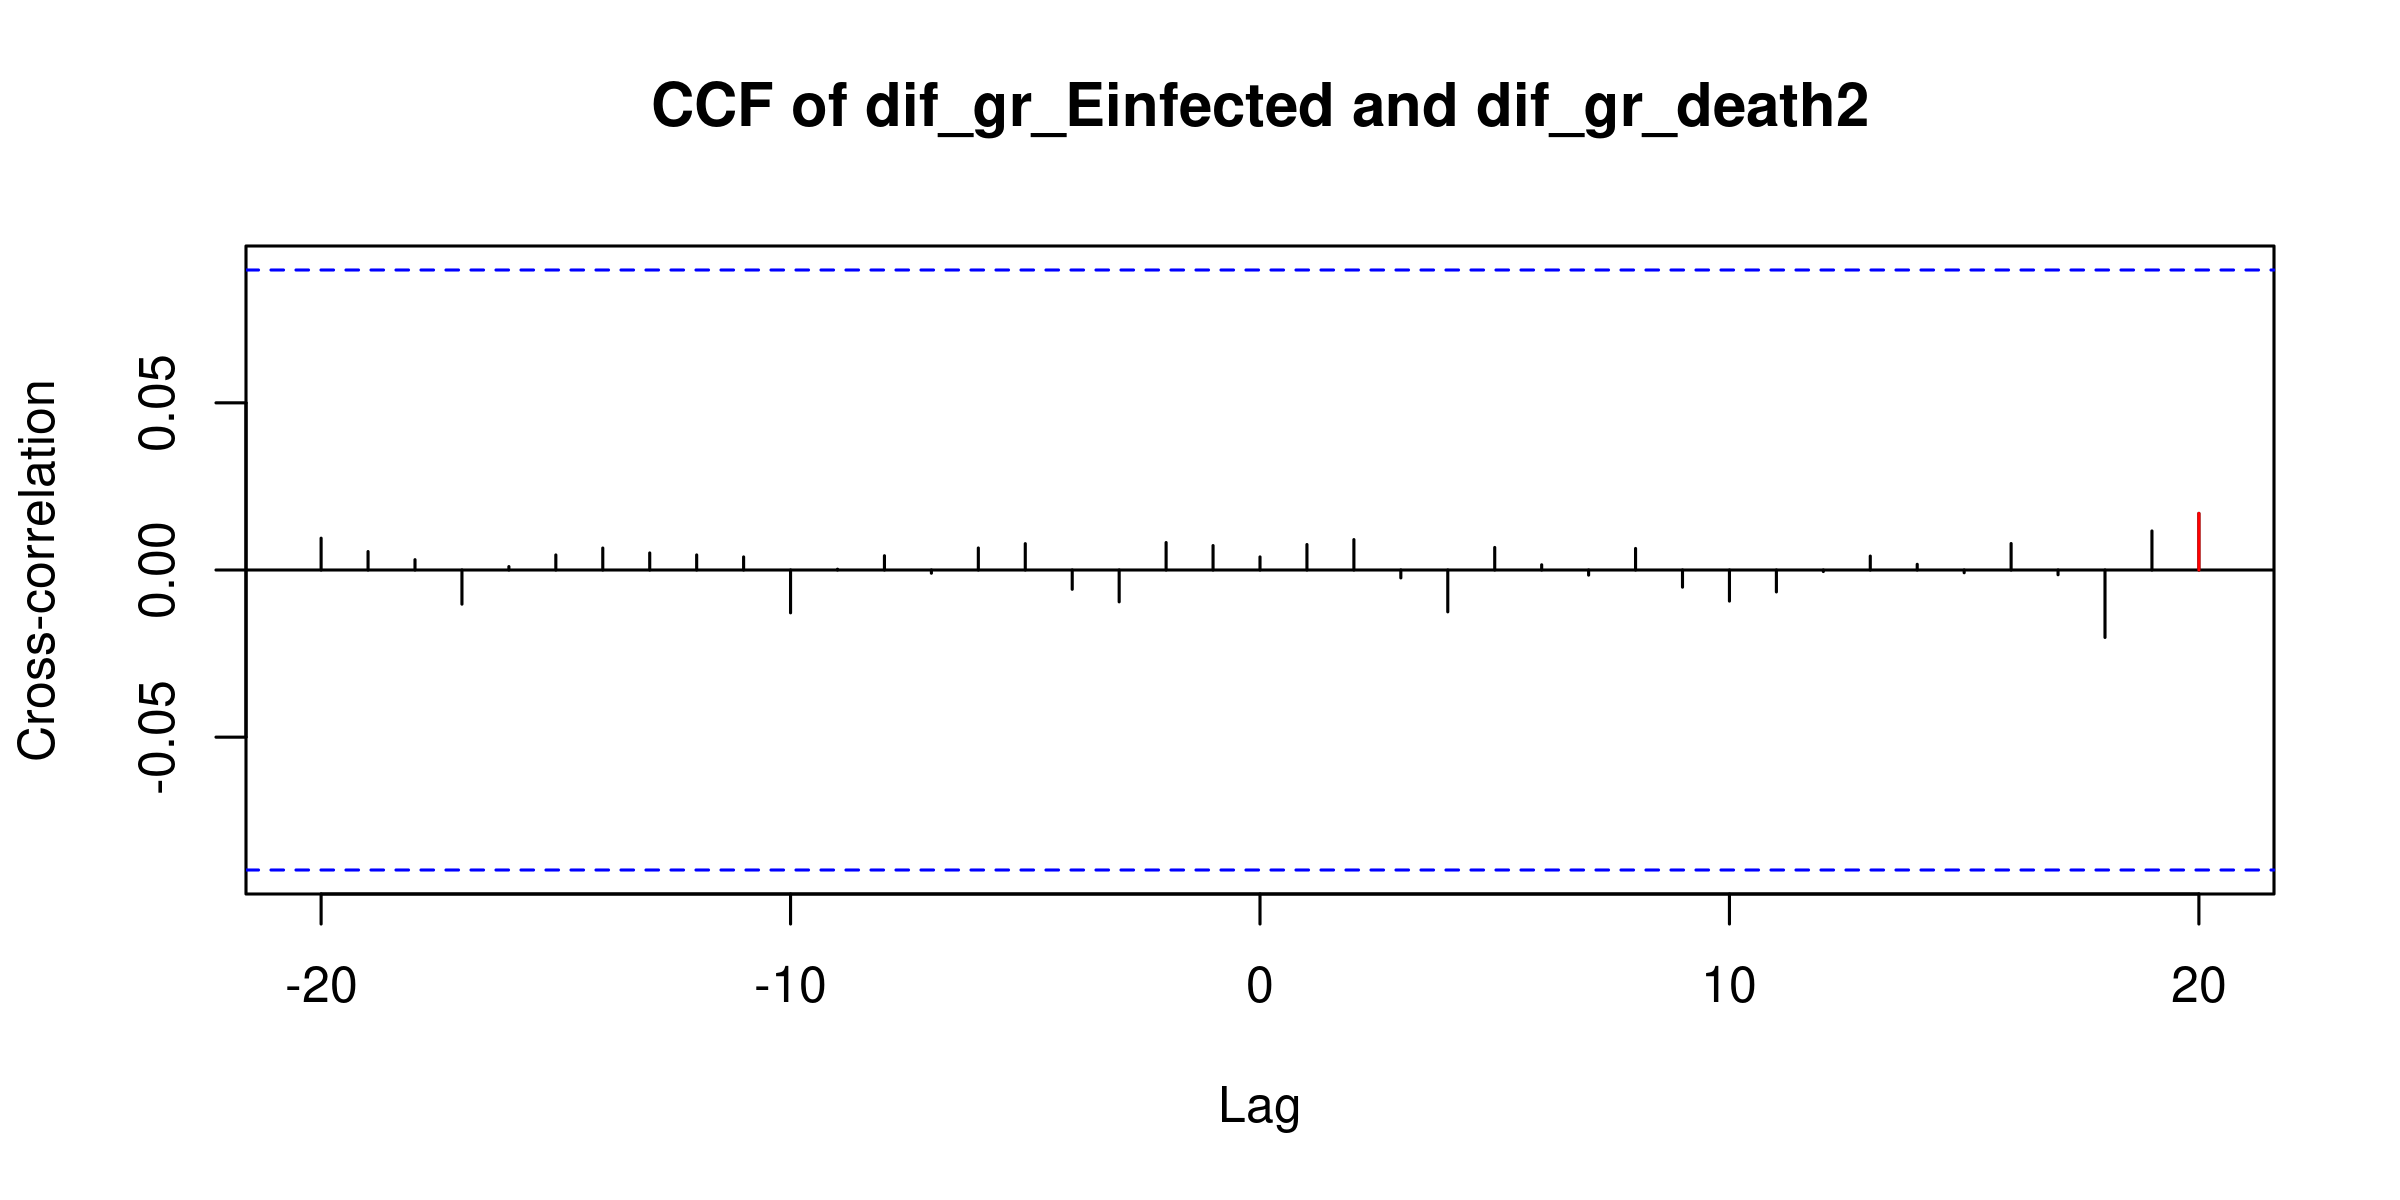 CCF of dif_gr_Einfected and dif_gr_death2
Cross-correlation
0.05
0.00
-0.05
-20 -10 0 10 20
Lag